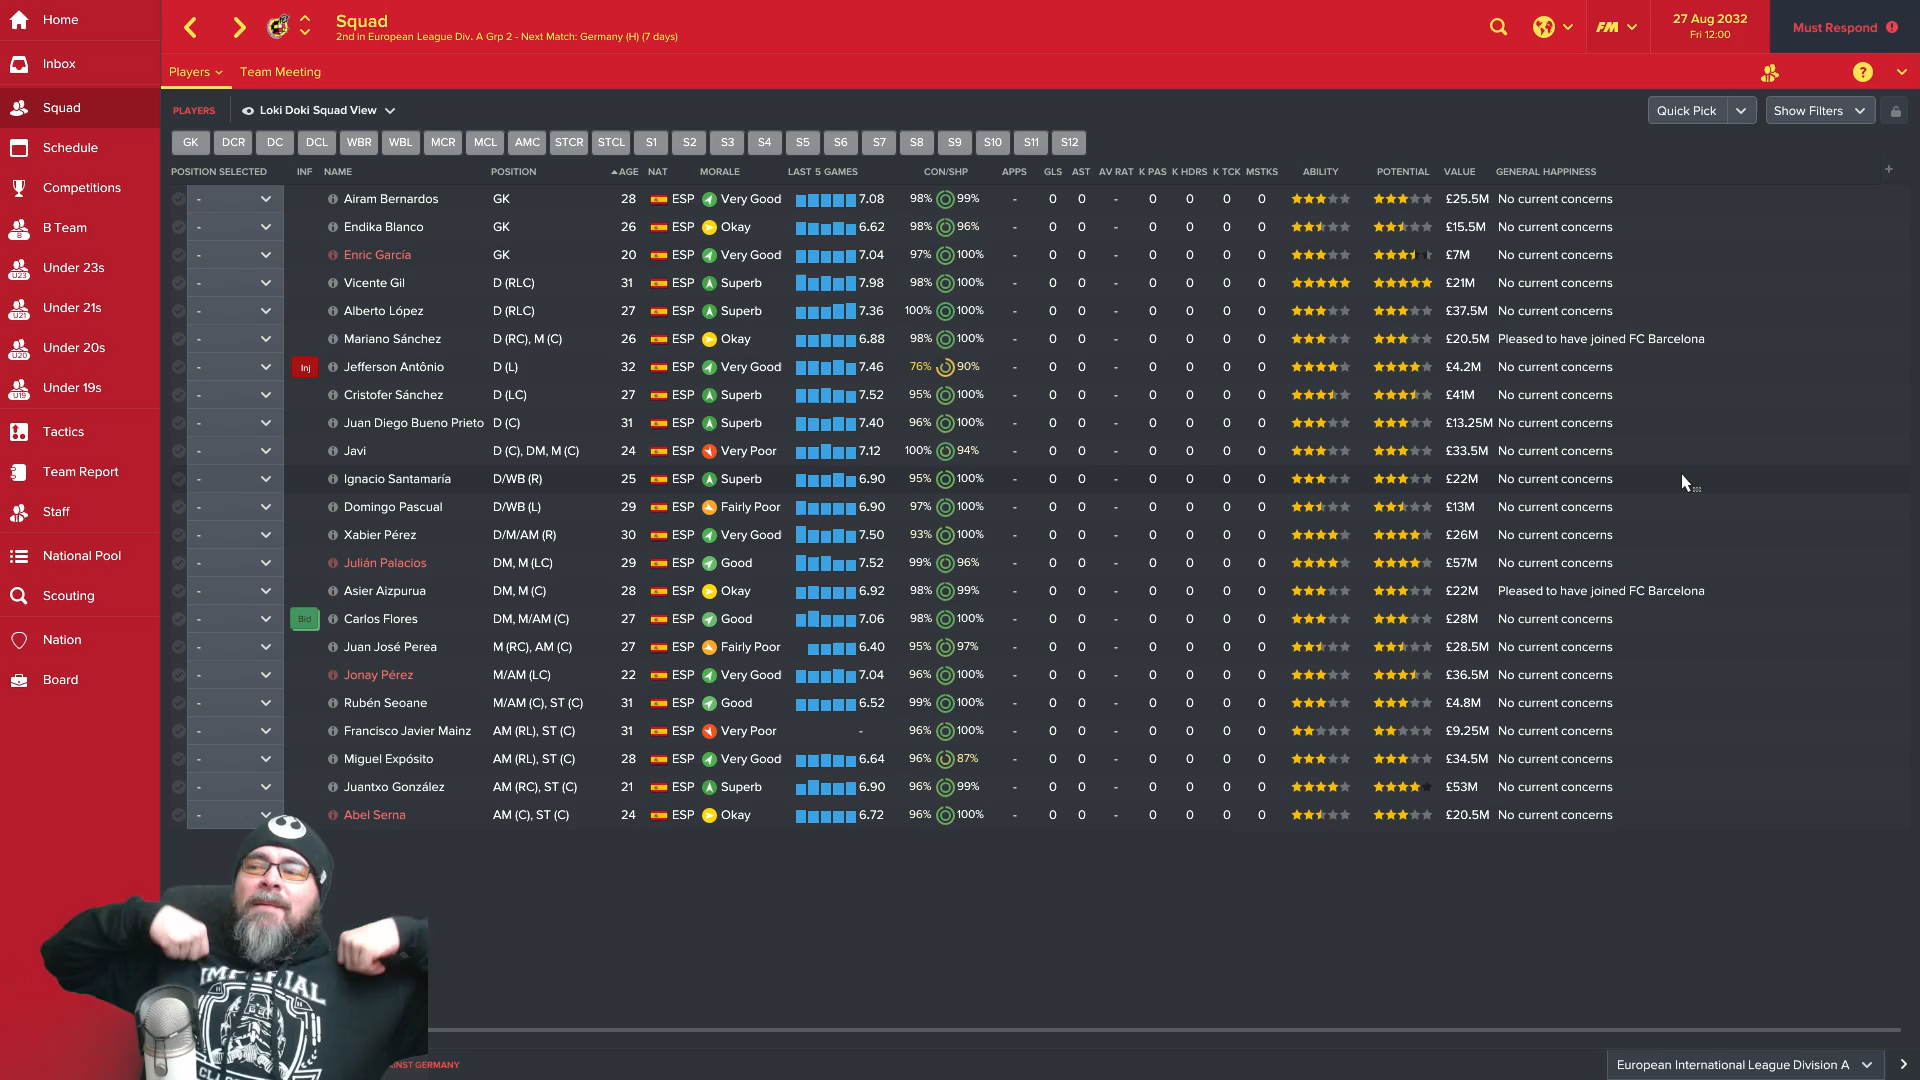 Home
Inbox
Squad
Schedule
Competitions
B Team
Under 23s
Under 21s
Under 20s
Under 19s
Tactics
Team Report
Staff
National Pool
Scouting
Nation
Board
Squad
2nd in European League Div. A Grp 2 - Next Match: Germany (H) (7 days)
FM
27 Aug 2032
Fri 12:00
Must Respond
Players
Team Meeting
PLAYERS
Loki Doki Squad View
Quick Pick
Show Filters
GK DCR DC DCL WBR WBL MCR MCL AMC STCR STCL S1 S2 S3 S4 S5 S6 S7 S8 S9 S10 S11 S12
POSITION SELECTED INF NAME POSITION AGE NAT MORALE LAST 5 GAMES CON/SHP APPS GLS AST AV RAT K PAS K HDRS K TCK MSTKS ABILITY POTENTIAL VALUE GENERAL HAPPINESS
- Airam Bernardos GK 28 ESP Very Good 7.08 98% 99% - 0 0 - 0 0 0 0 £25.5M No current concerns
- Endika Blanco GK 26 ESP Okay 6.62 98% 96% - 0 0 - 0 0 0 0 £15.5M No current concerns
- Enric García GK 20 ESP Very Good 7.04 97% 100% - 0 0 - 0 0 0 0 £7M No current concerns
- Vicente Gil D (RLC) 31 ESP Superb 7.98 98% 100% - 0 0 - 0 0 0 0 £21M No current concerns
- Alberto López D (RLC) 27 ESP Superb 7.36 100% 100% - 0 0 - 0 0 0 0 £37.5M No current concerns
- Mariano Sánchez D (RC), M (C) 26 ESP Okay 6.88 98% 100% - 0 0 - 0 0 0 0 £20.5M Pleased to have joined FC Barcelona
- Inj Jefferson Antônio D (L) 32 ESP Very Good 7.46 76% 90% - 0 0 - 0 0 0 0 £4.2M No current concerns
- Cristofer Sánchez D (LC) 27 ESP Superb 7.52 95% 100% - 0 0 - 0 0 0 0 £41M No current concerns
- Juan Diego Bueno Prieto D (C) 31 ESP Superb 7.40 96% 100% - 0 0 - 0 0 0 0 £13.25M No current concerns
- Javi D (C), DM, M (C) 24 ESP Very Poor 7.12 100% 94% - 0 0 - 0 0 0 0 £33.5M No current concerns
- Ignacio Santamaría D/WB (R) 25 ESP Superb 6.90 95% 100% - 0 0 - 0 0 0 0 £22M No current concerns
- Domingo Pascual D/WB (L) 29 ESP Fairly Poor 6.90 97% 100% - 0 0 - 0 0 0 0 £13M No current concerns
- Xabier Pérez D/M/AM (R) 30 ESP Very Good 7.50 93% 100% - 0 0 - 0 0 0 0 £26M No current concerns
- Julián Palacios DM, M (LC) 29 ESP Good 7.52 99% 96% - 0 0 - 0 0 0 0 £57M No current concerns
- Asier Aizpurua DM, M (C) 28 ESP Okay 6.92 98% 99% - 0 0 - 0 0 0 0 £22M Pleased to have joined FC Barcelona
- Bid Carlos Flores DM, M/AM (C) 27 ESP Good 7.06 98% 100% - 0 0 - 0 0 0 0 £28M No current concerns
- Juan José Perea M (RC), AM (C) 27 ESP Fairly Poor 6.40 95% 97% - 0 0 - 0 0 0 0 £28.5M No current concerns
- Jonay Pérez M/AM (LC) 22 ESP Very Good 7.04 96% 100% - 0 0 - 0 0 0 0 £36.5M No current concerns
- Rubén Seoane M/AM (C), ST (C) 31 ESP Good 6.52 99% 100% - 0 0 - 0 0 0 0 £4.8M No current concerns
- Francisco Javier Mainz AM (RL), ST (C) 31 ESP Very Poor - 96% 100% - 0 0 - 0 0 0 0 £9.25M No current concerns
- Miguel Expósito AM (RL), ST (C) 28 ESP Very Good 6.64 96% 87% - 0 0 - 0 0 0 0 £34.5M No current concerns
- Juantxo González AM (RC), ST (C) 21 ESP Superb 6.90 96% 99% - 0 0 - 0 0 0 0 £53M No current concerns
- Abel Serna AM (C), ST (C) 24 ESP Okay 6.72 96% 100% - 0 0 - 0 0 0 0 £20.5M No current concerns
IMPERIAL
GERMANY
European International League Division A